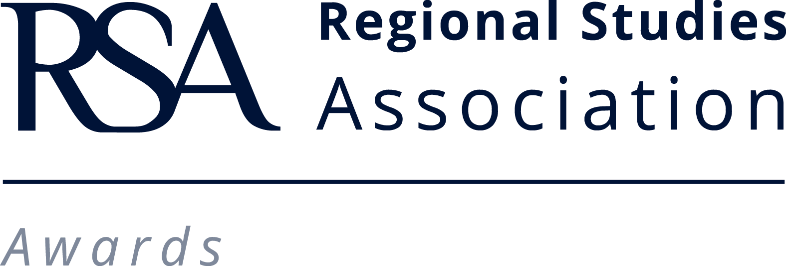 RSA
Regional Studies
Association
Awards